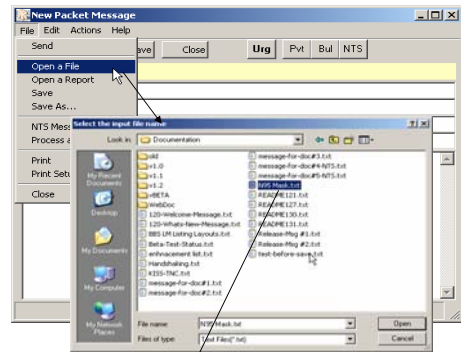 New Packet Message
File Edit Actions Help
Send
ave Close Urg Pvt Bul NTS
Open a File
Open a Report
Save
Save As...
NTS Mess
Process a
Print
Print Setu
Close
Select the input file name
Look in: Documentation
My Recent Documents
Desktop
My Documents
My Computer
My Network Places
old
v1.0
v1.1
v1.2
vBETA
WebDoc
120-Welcome-Message.txt
120-Whats-New-Message.txt
BBS LM Listing Layouts.txt
Beta-Test-Status.txt
enhnacement list.txt
Handshaking.txt
KISS-TNC.txt
message-for-doc#1.txt
message-for-doc#2.txt
message-for-doc#3.txt
message-for-doc#4-NTS.txt
message-for-doc#5-NTS.txt
N95 Mask.txt
README121.txt
README127.txt
README130.txt
README131.txt
Release-Msg #1.txt
Release-Msg #2.txt
test-before-save.txt
File name: N95 Mask.txt Open
Files of type: Text Files(*.txt) Cancel